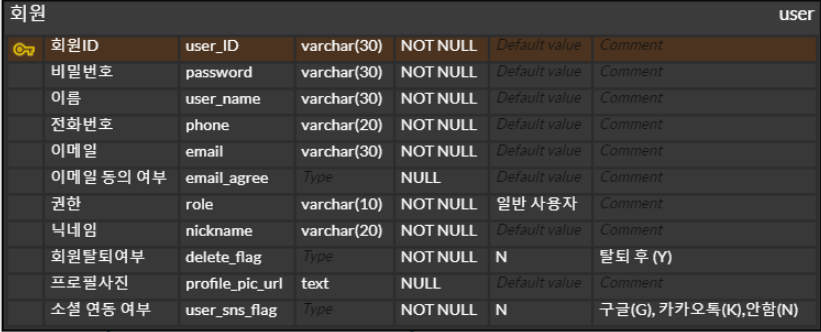 회원 user
회원ID user_ID varchar(30) NOT NULL Default value Comment
비밀번호 password varchar(30) NOT NULL Default value Comment
이름 user_name varchar(30) NOT NULL Default value Comment
전화번호 phone varchar(20) NOT NULL Default value Comment
이메일 email varchar(30) NOT NULL Default value Comment
이메일 동의 여부 email_agree Type NULL Default value Comment
권한 role varchar(10) NOT NULL 일반 사용자 Comment
닉네임 nickname varchar(20) NOT NULL Default value Comment
회원탈퇴여부 delete_flag Type NOT NULL N 탈퇴 후 (Y)
프로필사진 profile_pic_url text NULL Default value Comment
소셜 연동 여부 user_sns_flag Type NOT NULL N 구글(G), 카카오톡(K),안함(N)